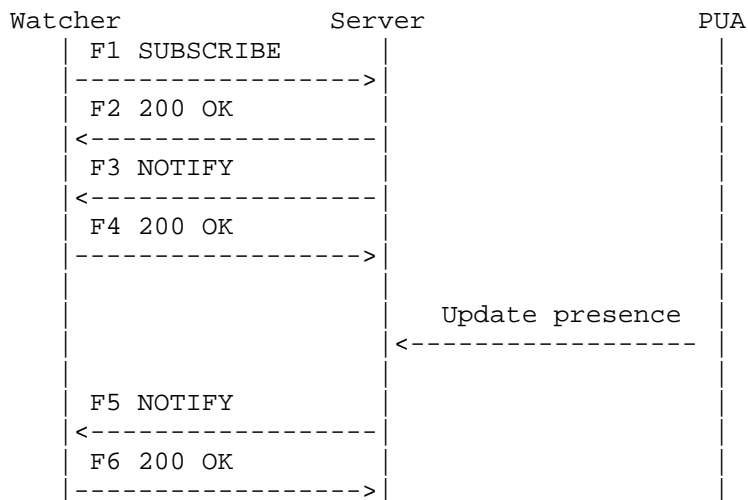 Watcher Server PUA
F1 SUBSCRIBE
F2 200 OK
F3 NOTIFY
F4 200 OK
Update presence
F5 NOTIFY
F6 200 OK